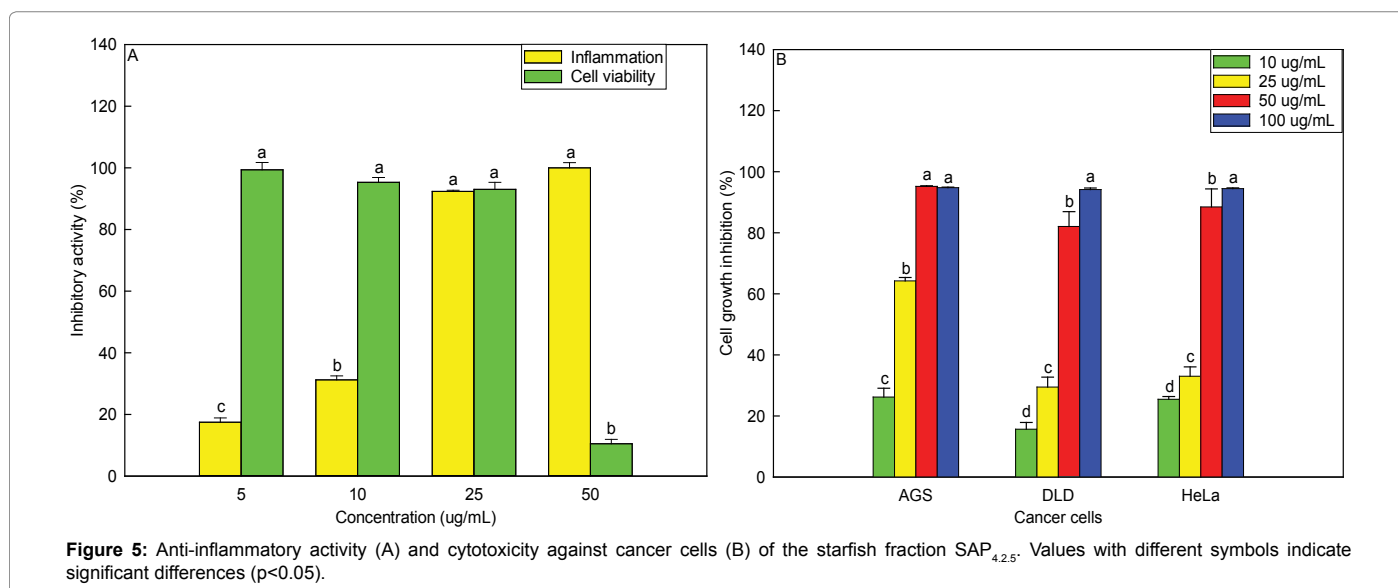 A
Inflammation
Cell viability
Inhibitory activity (%)
140
120
100
80
60
40
20
0
c
a
b
a
a
a
a
b
5 10 25 50
Concentration (ug/mL)
B
10 ug/mL
25 ug/mL
50 ug/mL
100 ug/mL
Cell growth inhibition (%)
140
120
100
80
60
40
20
0
c
b
a
a
d
c
b
a
d
c
b
a
AGS DLD HeLa
Cancer cells
Figure 5: Anti-inflammatory activity (A) and cytotoxicity against cancer cells (B) of the starfish fraction SAP4.2.5. Values with different symbols indicate
significant differences (p<0.05).